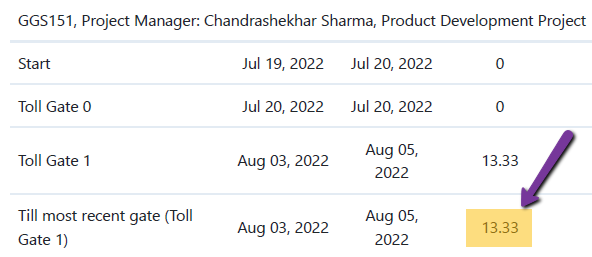 GGS151, Project Manager: Chandrashekhar Sharma, Product Development Project
Start Jul 19, 2022 Jul 20, 2022 0
Toll Gate 0 Jul 20, 2022 Jul 20, 2022 0
Toll Gate 1 Aug 03, 2022 Aug 05, 2022 13.33
Till most recent gate (Toll Gate 1) Aug 03, 2022 Aug 05, 2022 13.33